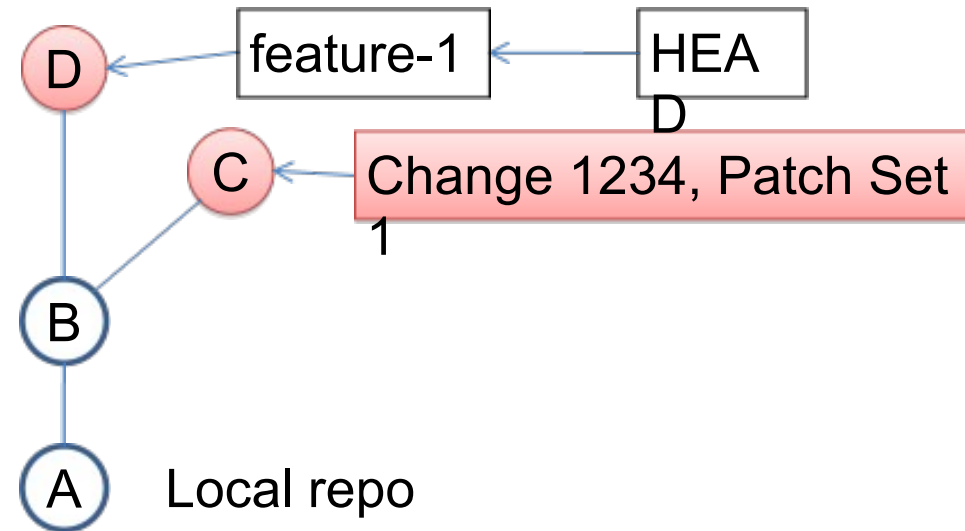 D
feature-1
HEA
D
C
Change 1234, Patch Set
1
B
A
Local repo